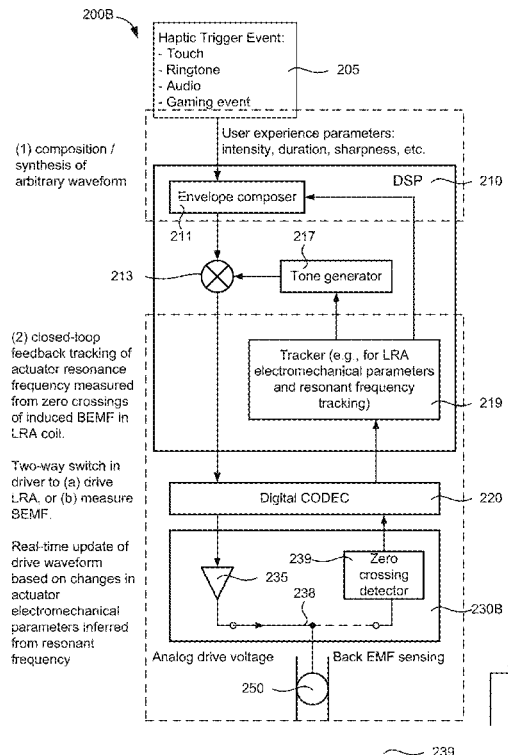 200B
Haptic Trigger Event:
- Touch
- Ringtone
- Audio
- Gaming event
205
(1) composition /
synthesis of
arbitrary waveform
User experience parameters:
intensity, duration, sharpness, etc.
DSP
210
Envelope composer
211
217
213
Tone generator
(2) closed-loop
feedback tracking of
actuator resonance
frequency measured
from zero crossings
of induced BEMF in
LRA coil.
Tracker (e.g., for LRA
electromechanical parameters
and resonant frequency
tracking)
219
Two-way switch in
driver to (a) drive
LRA, or (b) measure
BEMF.
Digital CODEC
220
Real-time update of
drive waveform
based on changes in
actuator
electromechanical
parameters inferred
from resonant
frequency
235
239
Zero
crossing
detector
238
230B
Analog drive voltage
Back EMF sensing
250
239